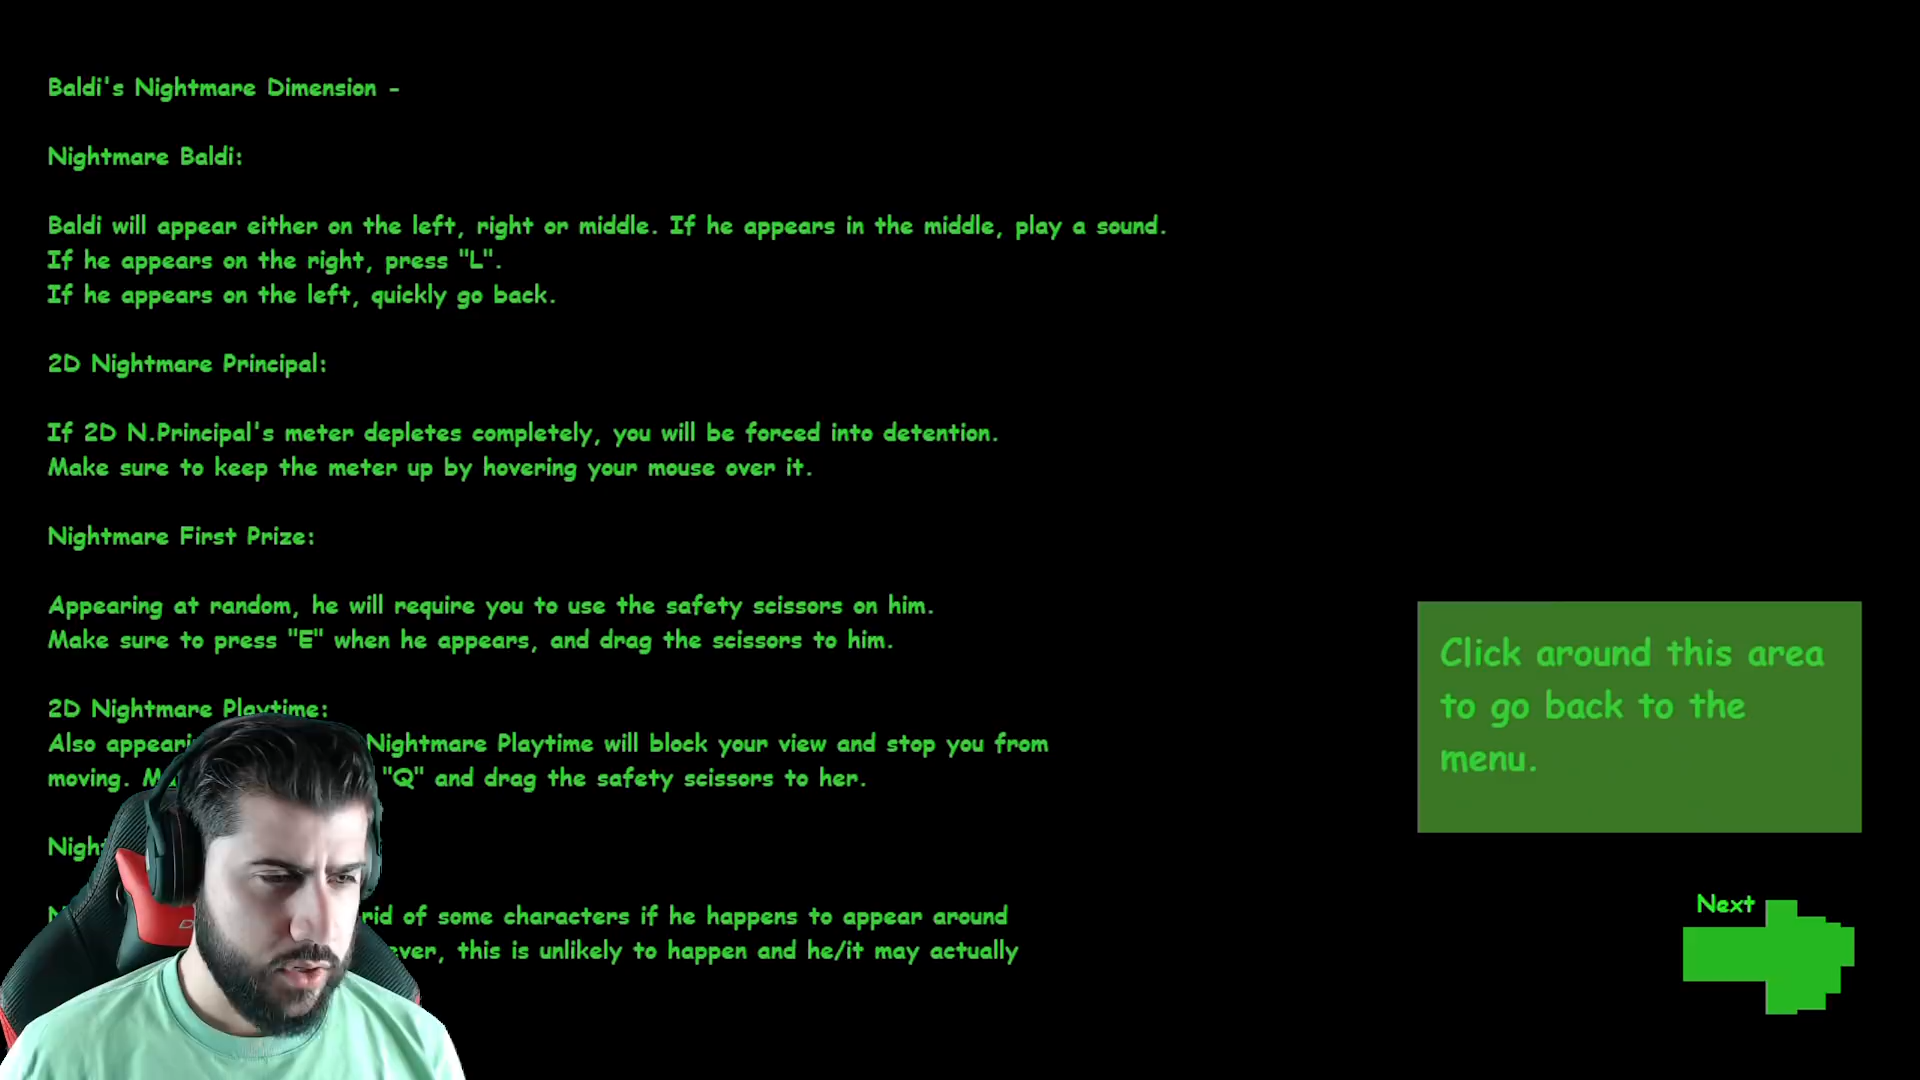 Baldi's Nightmare Dimension -
Nightmare Baldi:
Baldi will appear either on the left, right or middle. If he appears in the middle, play a sound.
If he appears on the right, press "L".
If he appears on the left, quickly go back.
2D Nightmare Principal:
If 2D N.Principal's meter depletes completely, you will be forced into detention.
Make sure to keep the meter up by hovering your mouse over it.
Nightmare First Prize:
Appearing at random, he will require you to use the safety scissors on him.
Make sure to press "E" when he appears, and drag the scissors to him.
2D Nightmare Playtime:
Also Nightmare Playtime will block your view and stop you from
moving. "Q" and drag the safety scissors to her.
rid of some characters if he happens to appear around
this is unlikely to happen and he/it may actually
Click around this area
to go back to the
menu.
Next